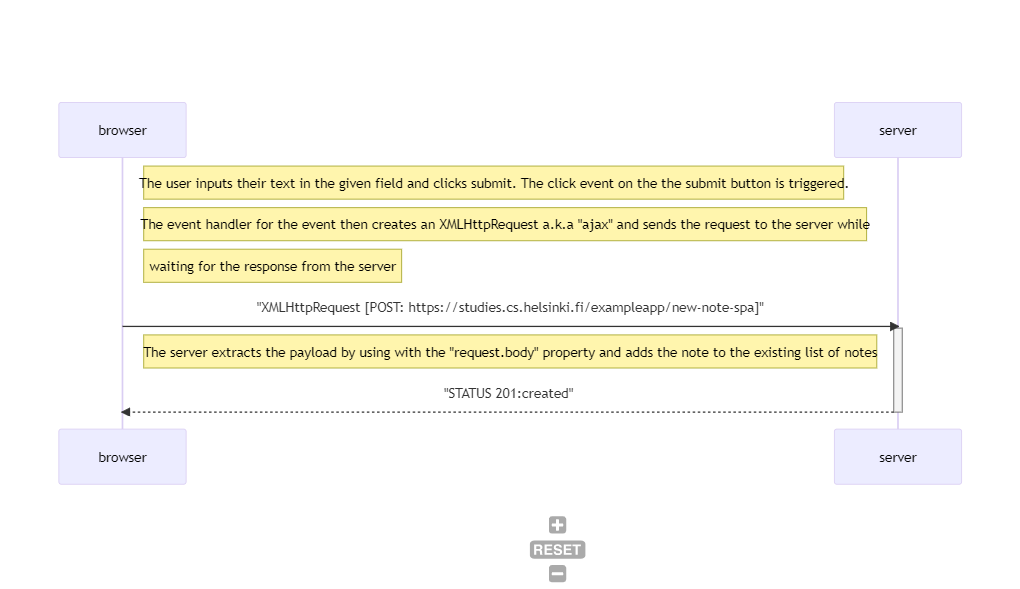 browser
server
The user inputs their text in the given field and clicks submit. The click event on the the submit button is triggered.
The event handler for the event then creates an XMLHttpRequest a.k.a "ajax" and sends the request to the server while
waiting for the response from the server
"XMLHttpRequest [POST: https://studies.cs.helsinki.fi/exampleapp/new-note-spa]"
The server extracts the payload by using with the "request.body" property and adds the note to the existing list of notes
"STATUS 201:created"
browser
server
RESET